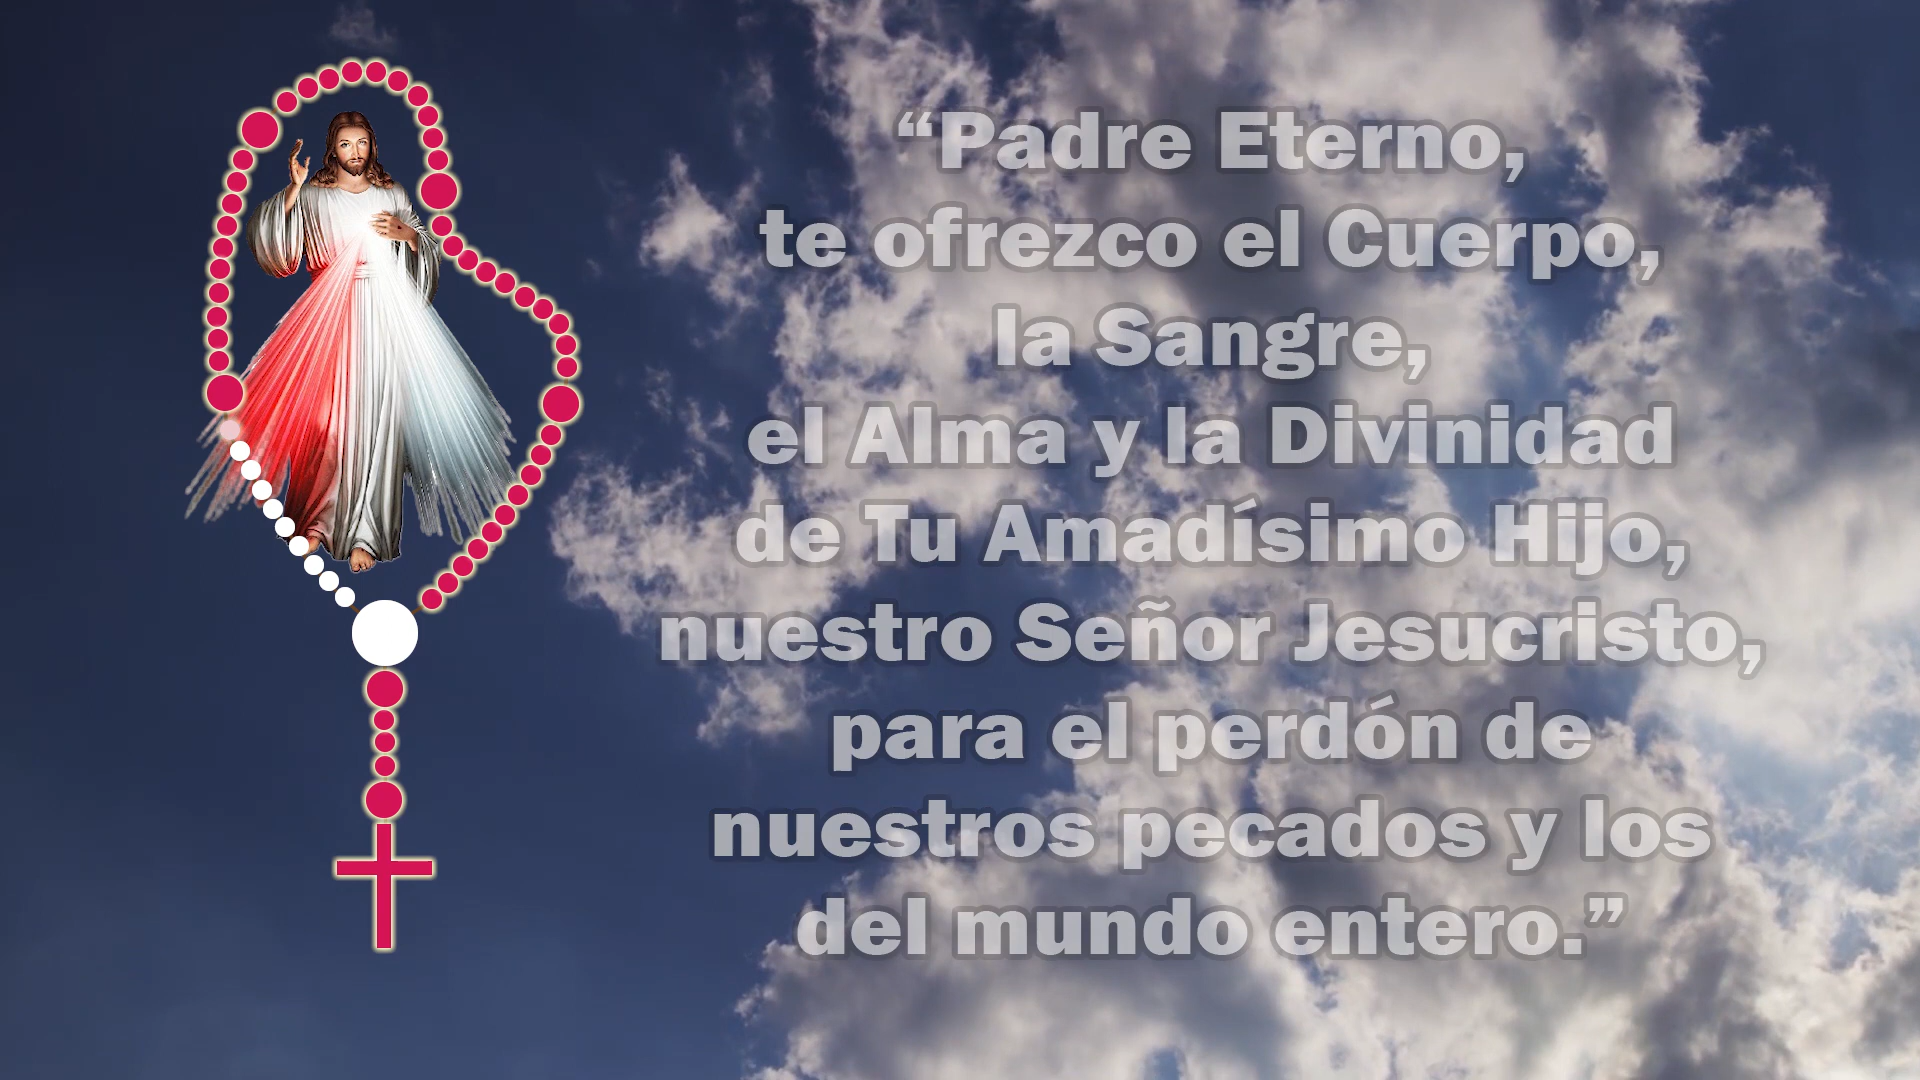 “Padre Eterno,
te ofrezco el Cuerpo,
la Sangre,
el Alma y la Divinidad
de Tu Amadísimo Hijo,
nuestro Señor Jesucristo,
para el perdón de
nuestros pecados y los
del mundo entero.”